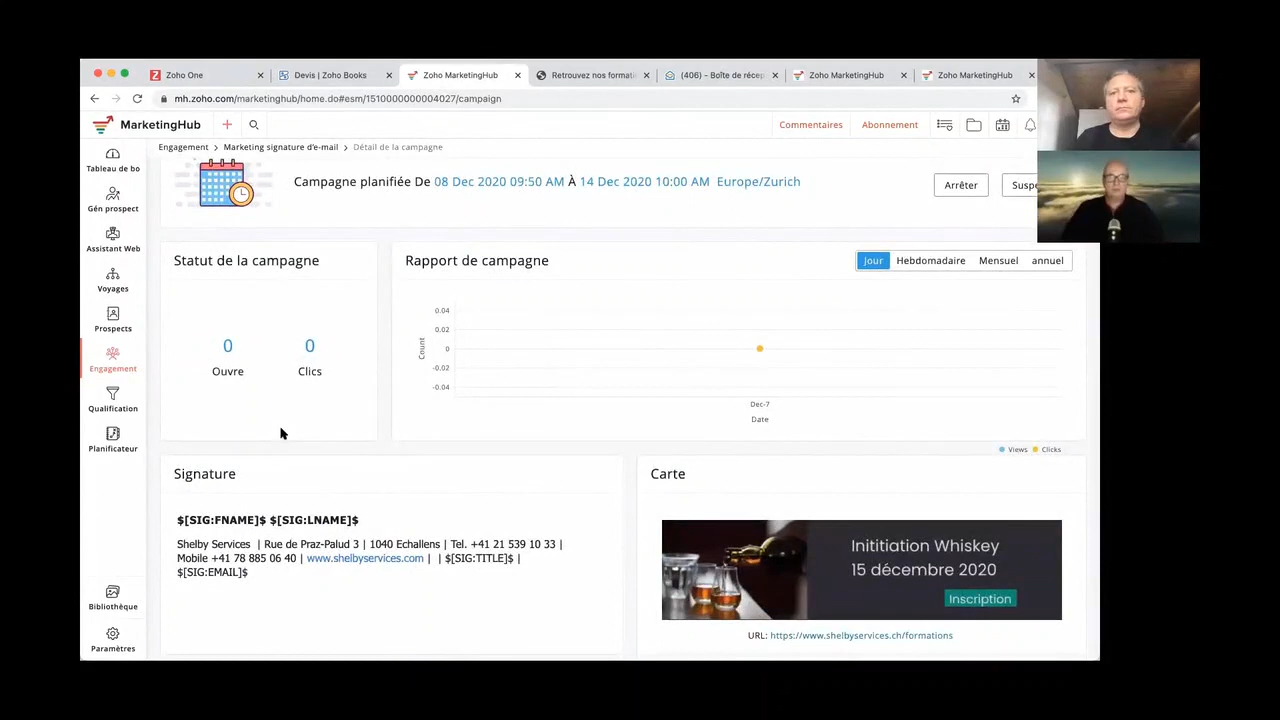 Zoho One
Devis | Zoho Books
Zoho MarketingHub
Retrouvez nos formati
(406) - Boîte de récep
Zoho MarketingHub
Zoho MarketingHub
mh.zoho.com/marketinghub/home.do#esm/1510000000004027/campaign
MarketingHub
Commentaires
Abonnement
Engagement > Marketing signature d'e-mail > Détail de la campagne
Tableau de bo
Gén prospect
Assistant Web
Voyages
Prospects
Engagement
Qualification
Planificateur
Bibliothèque
Paramètres
Campagne planifiée De 08 Dec 2020 09:50 AM À 14 Dec 2020 10:00 AM Europe/Zurich
Arrêter
Suspe
Statut de la campagne
0
Ouvre
0
Clics
Rapport de campagne
Jour
Hebdomadaire
Mensuel
annuel
0.04
0.02
0
-0.02
-0.04
Count
Dec-7
Date
Views
Clicks
Signature
$[SIG:FNAME]$ $[SIG:LNAME]$
Shelby Services | Rue de Praz-Palud 3 | 1040 Echallens | Tel. +41 21 539 10 33 |
Mobile +41 78 885 06 40 | www.shelbyservices.com | | $[SIG:TITLE]$ |
$[SIG:EMAIL]$
Carte
Inititiation Whiskey
15 décembre 2020
Inscription
URL: https://www.shelbyservices.ch/formations